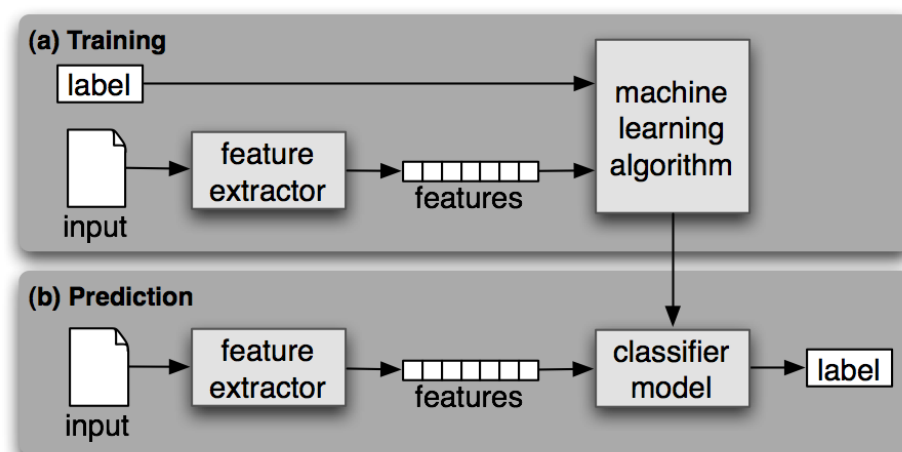 (a) Training
label
machine
learning
algorithm
feature
extractor
features
input
(b) Prediction
feature
extractor
features
classifier
model
label
input